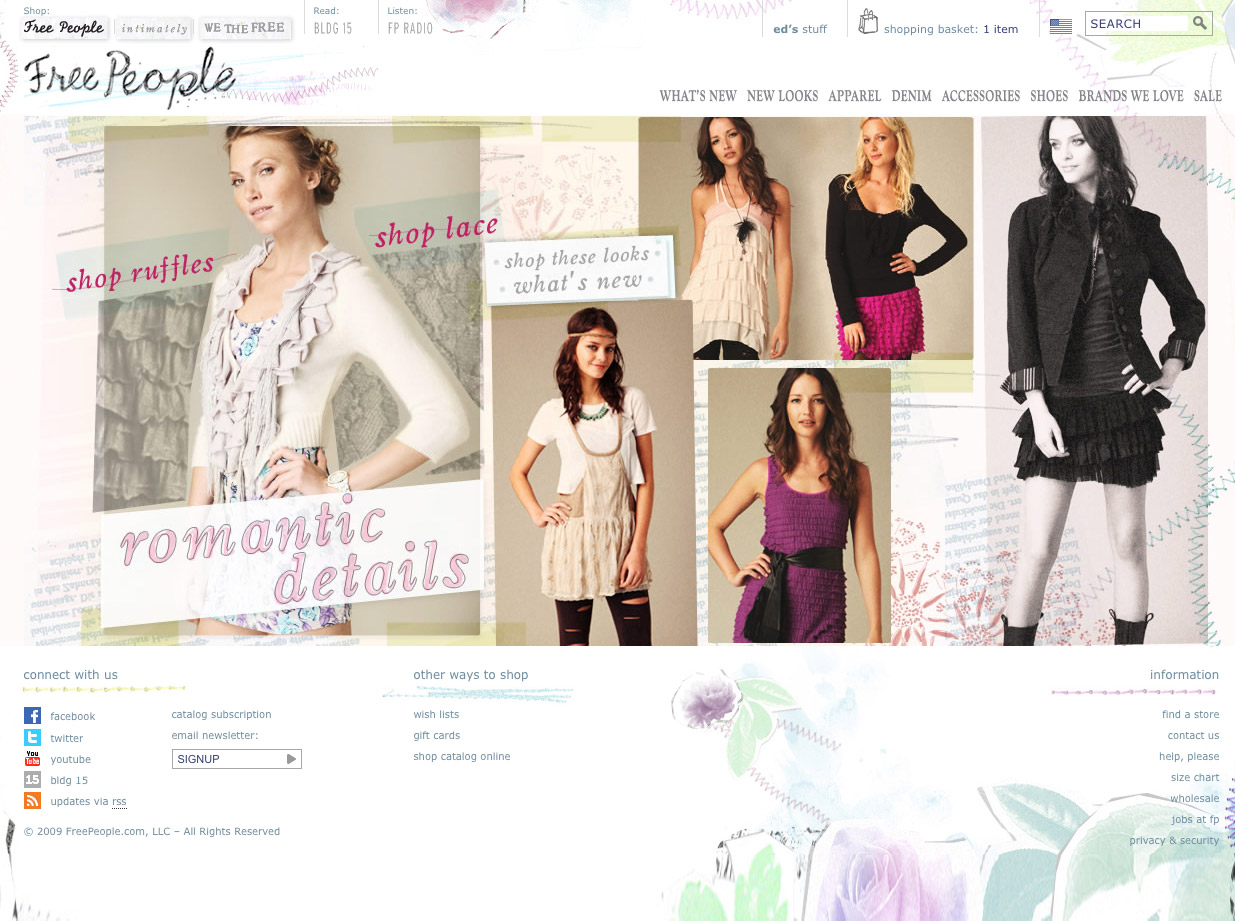 Shop:
Free People
intimately
WE THE FREE
Read:
BLDG 15
Listen:
FP RADIO
ed's stuff
shopping basket: 1 item
SEARCH
Free People
WHAT'S NEW NEW LOOKS APPAREL DENIM ACCESSORIES SHOES BRANDS WE LOVE SALE
shop ruffles
shop lace
shop these looks
what's new
romantic
details
connect with us
facebook
twitter
You
Tube
youtube
15
bldg 15
updates via rss
catalog subscription
email newsletter:
SIGNUP
other ways to shop
wish lists
gift cards
shop catalog online
information
find a store
contact us
help, please
size chart
wholesale
jobs at fp
privacy & security
© 2009 FreePeople.com, LLC – All Rights Reserved